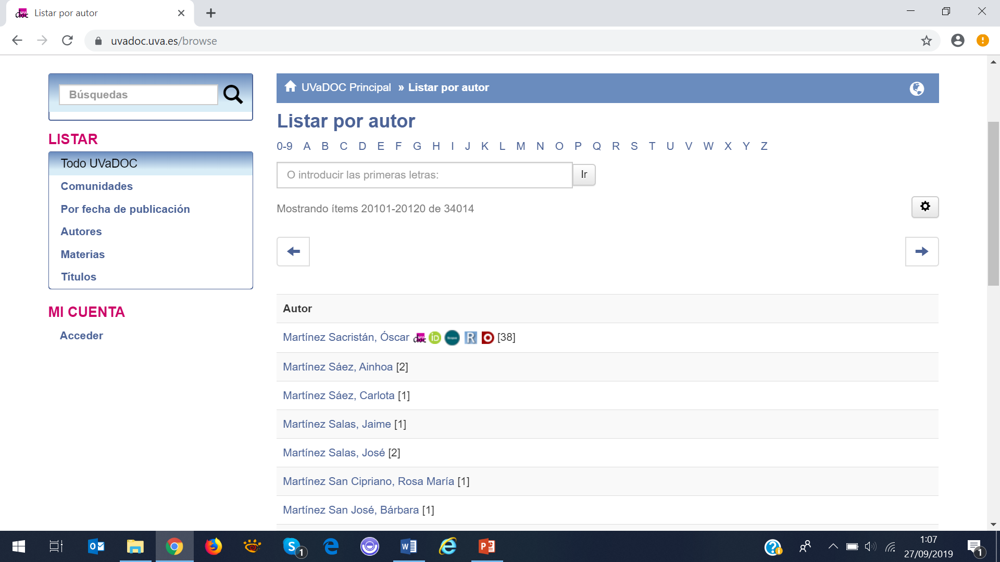 Listar por autor
uvadoc.uva.es/browse
Búsquedas
LISTAR
Todo UVaDOC
Comunidades
Por fecha de publicación
Autores
Materias
Títulos
MI CUENTA
Acceder
UVaDOC Principal » Listar por autor
Listar por autor
0-9 A B C D E F G H I J K L M N O P Q R S T U V W X Y Z
O introducir las primeras letras: Ir
Mostrando ítems 20101-20120 de 34014
Autor
Martínez Sacristán, Óscar iD R [38]
Martínez Sáez, Ainhoa [2]
Martínez Sáez, Carlota [1]
Martínez Salas, Jaime [1]
Martínez Salas, José [2]
Martínez San Cipriano, Rosa María [1]
Martínez San José, Bárbara [1]
1:07
27/09/2019
1
1